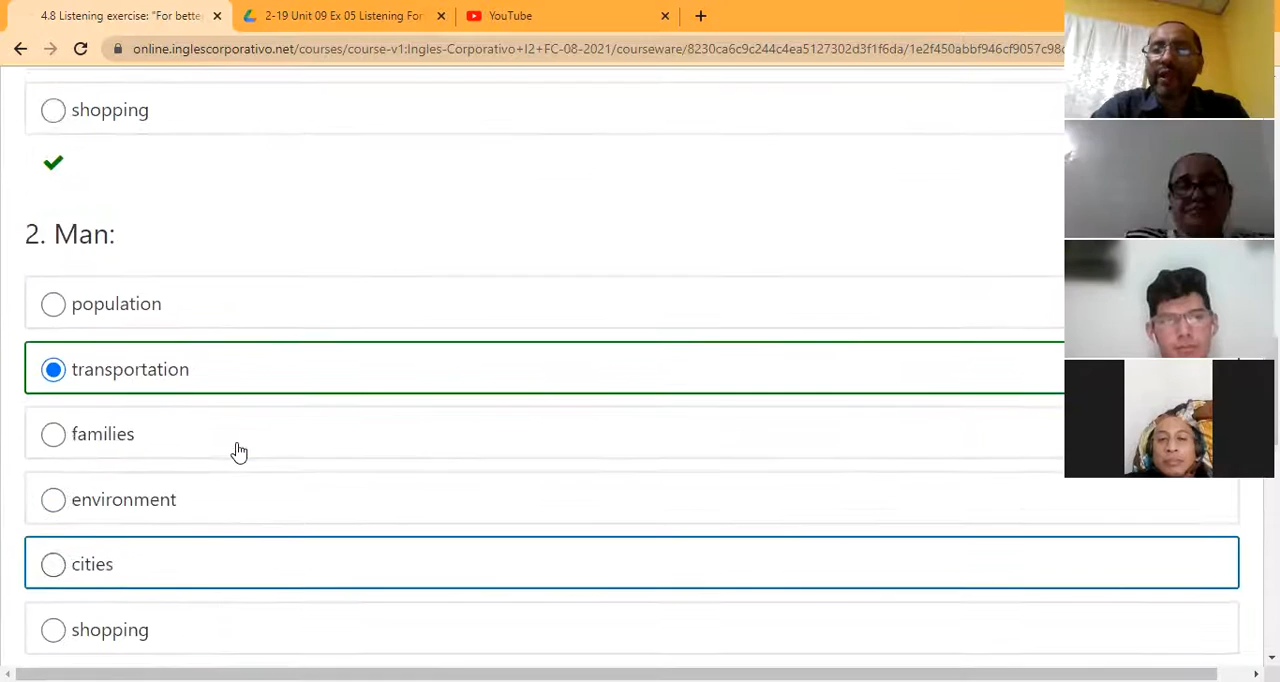 4.8 Listening exercise: "For bette
2-19 Unit 09 Ex 05 Listening For
YouTube
online.inglescorporativo.net/courses/course-v1:Ingles-Corporativo+I2+FC-08-2021/courseware/8230ca6c9c244c4ea5127302d3f1f6da/1e2f450abbf946cf9057c98c
shopping
2. Man:
population
transportation
families
environment
cities
shopping